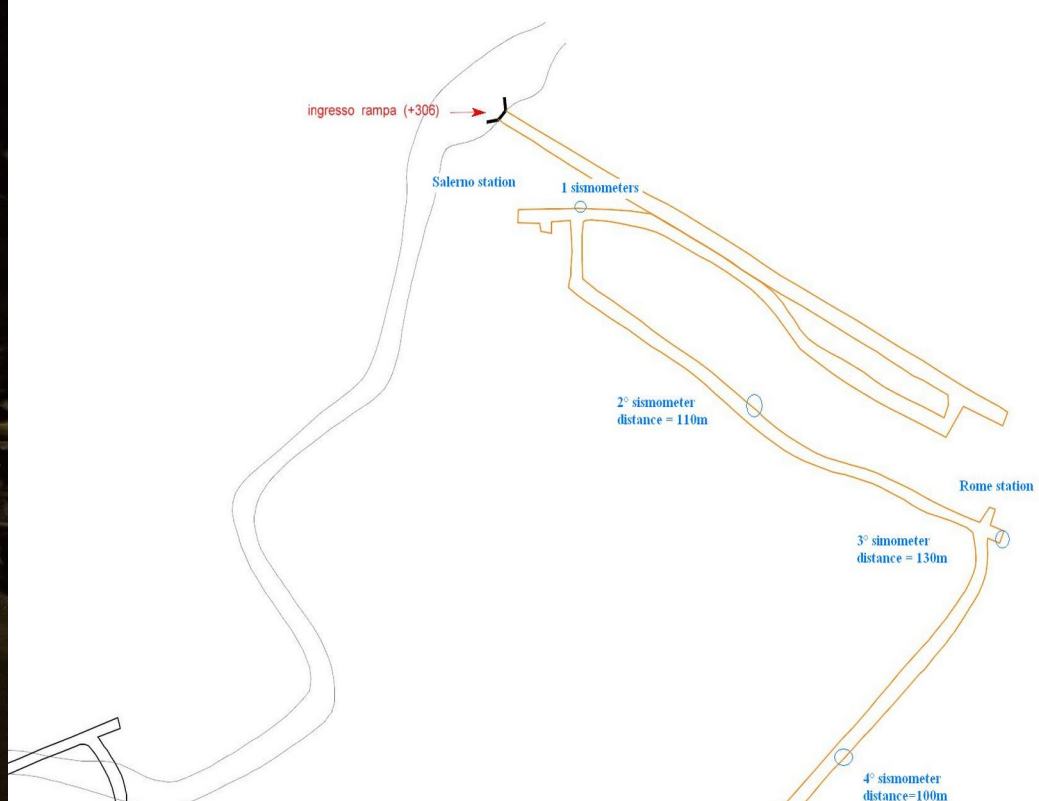 ingresso rampa (+306)
Salerno station
1 sismometers
2° sismometer
distance = 110m
Rome station
3° simometer
distance = 130m
4° sismometer
distance=100m